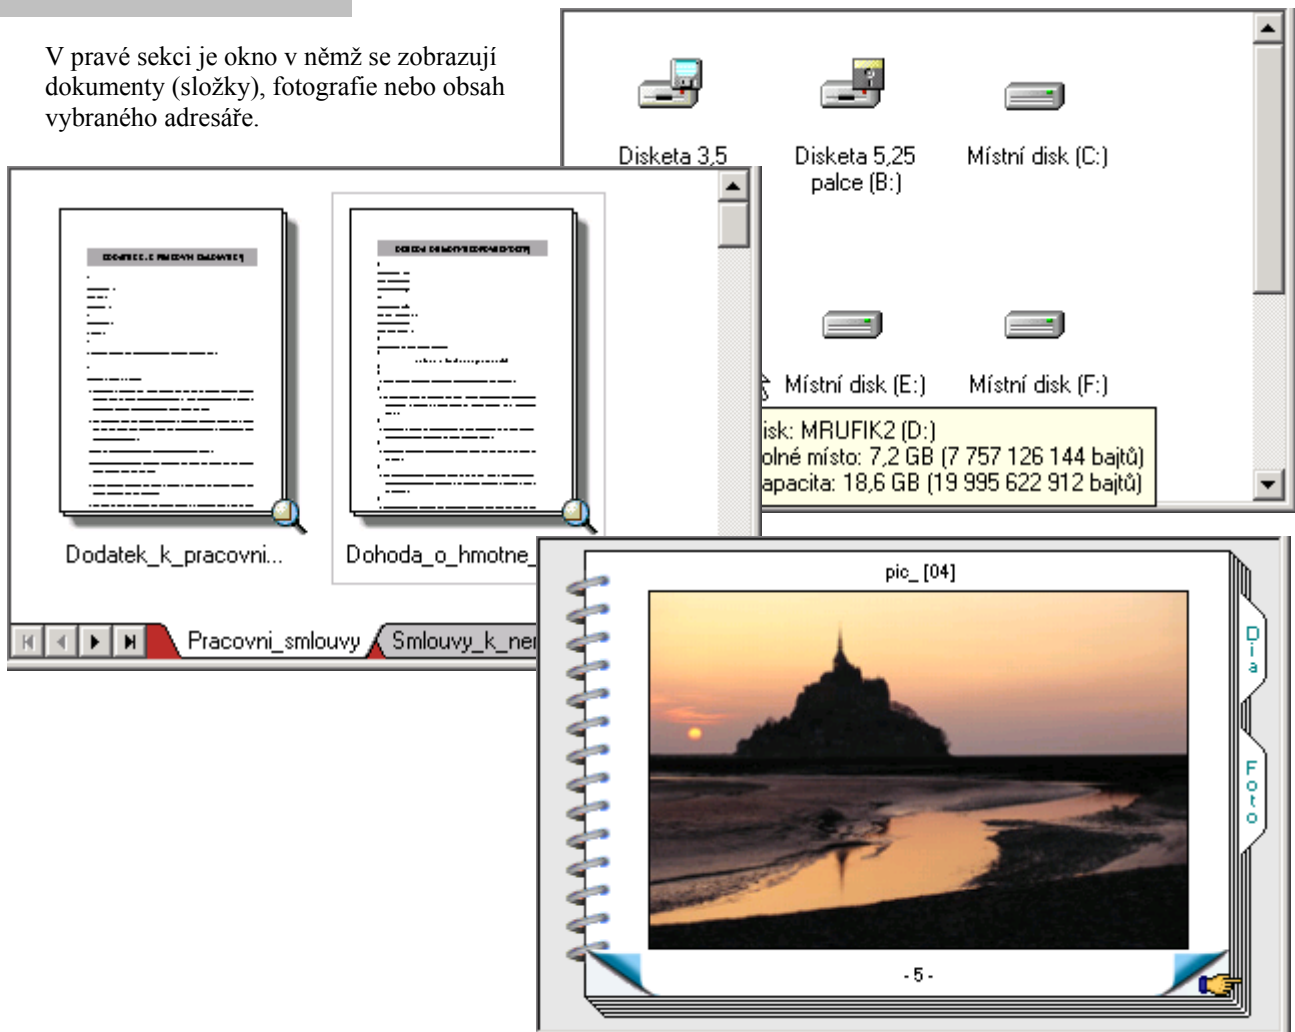 V pravé sekci je okno v němž se zobrazují
dokumenty (složky), fotografie nebo obsah
vybraného adresáře.
Disketa 3,5
Disketa 5,25
palce (B:)
Místní disk (C:)
Místní disk (E:)
Místní disk (F:)
isk: MRUFIK2 (D:)
olné místo: 7,2 GB (7 757 126 144 bajtů)
apacita: 18,6 GB (19 995 622 912 bajtů)
Dodatek_k_pracovni...
Dohoda_o_hmotne_
Pracovni_smlouvy
Smlouvy_k_ner
pic_ [04]
Dia
Foto
- 5 -